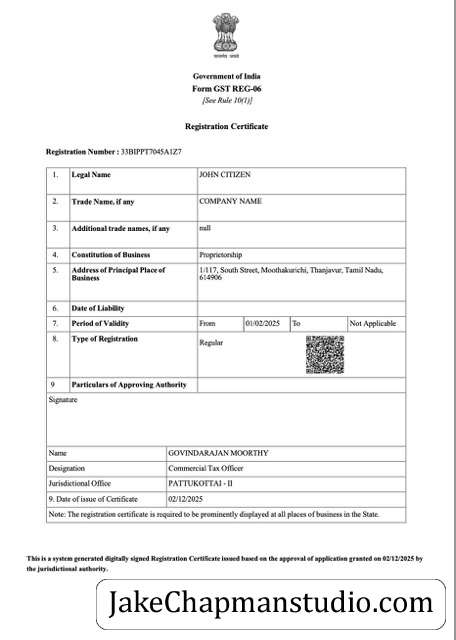 सत्यमेव जयते
Government of India
Form GST REG-06
[See Rule 10(1)]
Registration Certificate
Registration Number : 33BIPPT7045A1Z7
1. Legal Name JOHN CITIZEN
2. Trade Name, if any COMPANY NAME
3. Additional trade names, if any null
4. Constitution of Business Proprietorship
5. Address of Principal Place of Business 1/117, South Street, Moothakurichi, Thanjavur, Tamil Nadu, 614906
6. Date of Liability
7. Period of Validity From 01/02/2025 To Not Applicable
8. Type of Registration Regular
9 Particulars of Approving Authority
Signature
Name GOVINDARAJAN MOORTHY
Designation Commercial Tax Officer
Jurisdictional Office PATTUKOTTAI - II
9. Date of issue of Certificate 02/12/2025
Note: The registration certificate is required to be prominently displayed at all places of business in the State.
This is a system generated digitally signed Registration Certificate issued based on the approval of application granted on 02/12/2025 by
the jurisdictional authority.
JakeChapmanstudio.com